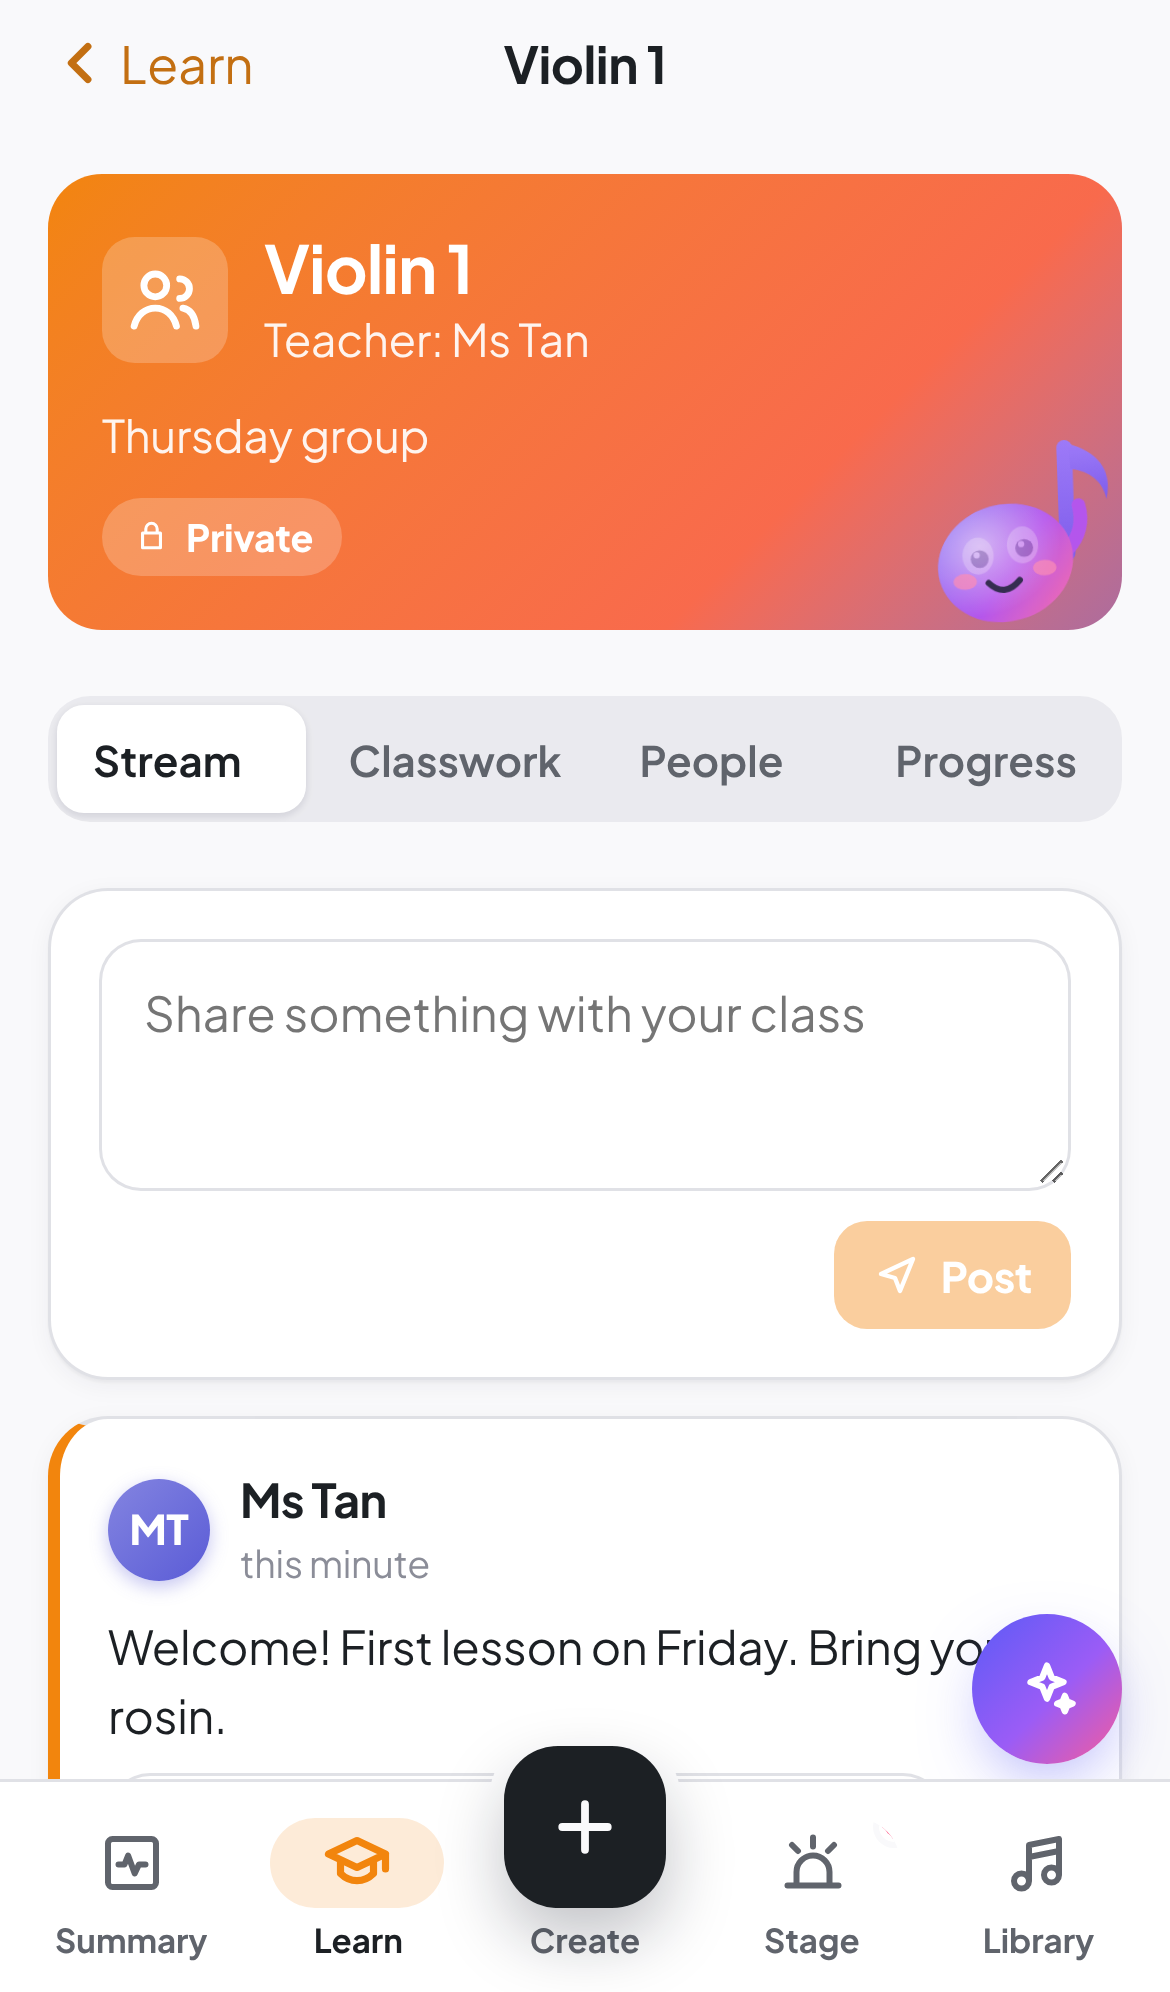 Learn
Violin 1
Violin 1
Teacher: Ms Tan
Thursday group
Private
Stream
Classwork
People
Progress
Share something with your class
Post
MT
Ms Tan
this minute
Welcome! First lesson on Friday. Bring
rosin.
Summary
Learn
Create
Stage
Library